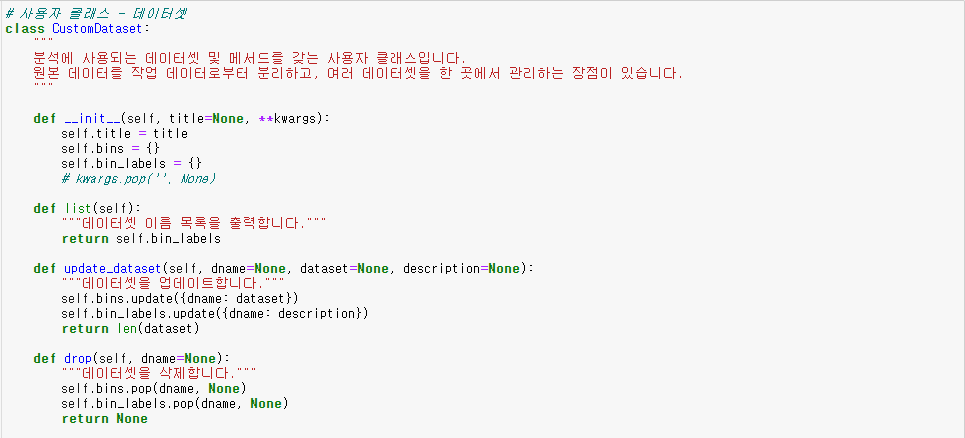 # 사용자 클래스 - 데이터셋
class CustomDataset:
    """
    분석에 사용되는 데이터셋 및 메서드를 갖는 사용자 클래스입니다.
    원본 데이터를 작업 데이터로부터 분리하고, 여러 데이터셋을 한 곳에서 관리하는 장점이 있습니다.
    """

    def __init__(self, title=None, **kwargs):
        self.title = title
        self.bins = {}
        self.bin_labels = {}
        # kwargs.pop('', None)

    def list(self):
        """데이터셋 이름 목록을 출력합니다."""
        return self.bin_labels

    def update_dataset(self, dname=None, dataset=None, description=None):
        """데이터셋을 업데이트합니다."""
        self.bins.update({dname: dataset})
        self.bin_labels.update({dname: description})
        return len(dataset)

    def drop(self, dname=None):
        """데이터셋을 삭제합니다."""
        self.bins.pop(dname, None)
        self.bin_labels.pop(dname, None)
        return None